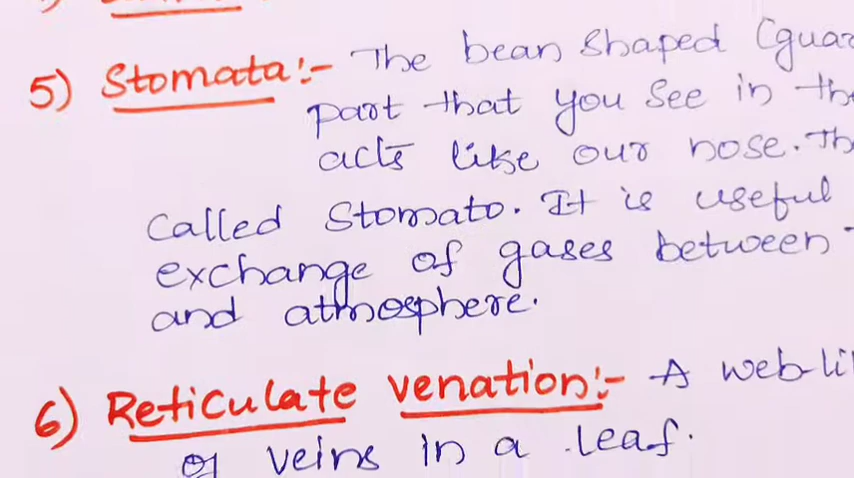 5) Stomata:- The bean shaped (guar
part that you see in the
acts like our nose. Th
called Stomato. It is useful
exchange of gases between
and atmosphere.
6) Reticulate venation:- A web-li
of veins in a leaf.